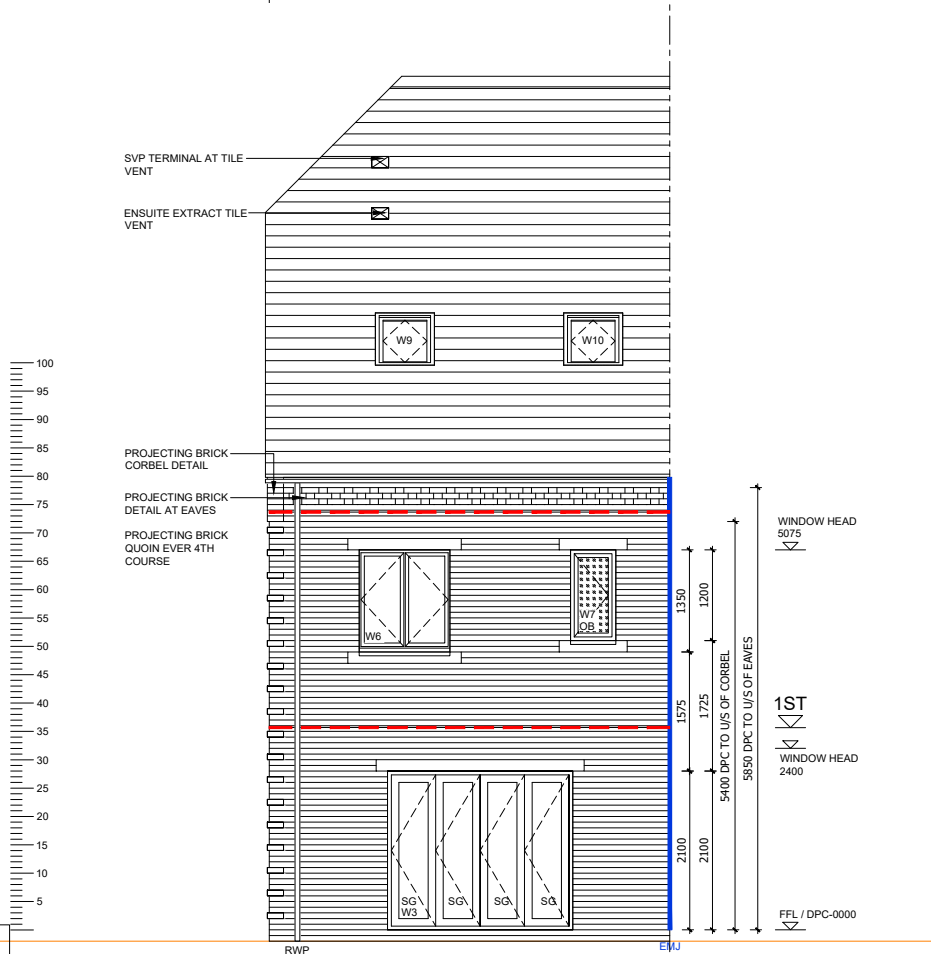 SVP TERMINAL AT TILE
VENT
ENSUITE EXTRACT TILE
VENT
W9
W10
100
95
90
85
80
75
70
65
60
55
50
45
40
35
30
25
20
15
10
5
PROJECTING BRICK
CORBEL DETAIL
PROJECTING BRICK
DETAIL AT EAVES
PROJECTING BRICK
QUOIN EVER 4TH
COURSE
W6
W7
OB
SG
W3
SG
SG
SG
1350
1200
1575
1725
2100
2100
5400 DPC TO U/S OF CORBEL
5850 DPC TO U/S OF EAVES
WINDOW HEAD
5075
1ST
WINDOW HEAD
2400
FFL / DPC-0000
RWP
EMJ